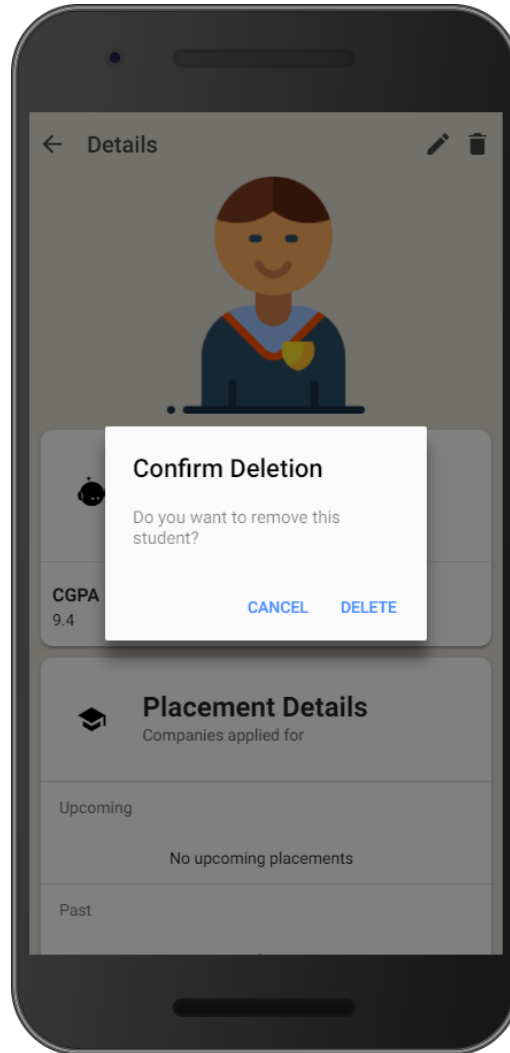 Details
Confirm Deletion
Do you want to remove this
student?
CANCEL DELETE
CGPA
9.4
Placement Details
Companies applied for
Upcoming
No upcoming placements
Past